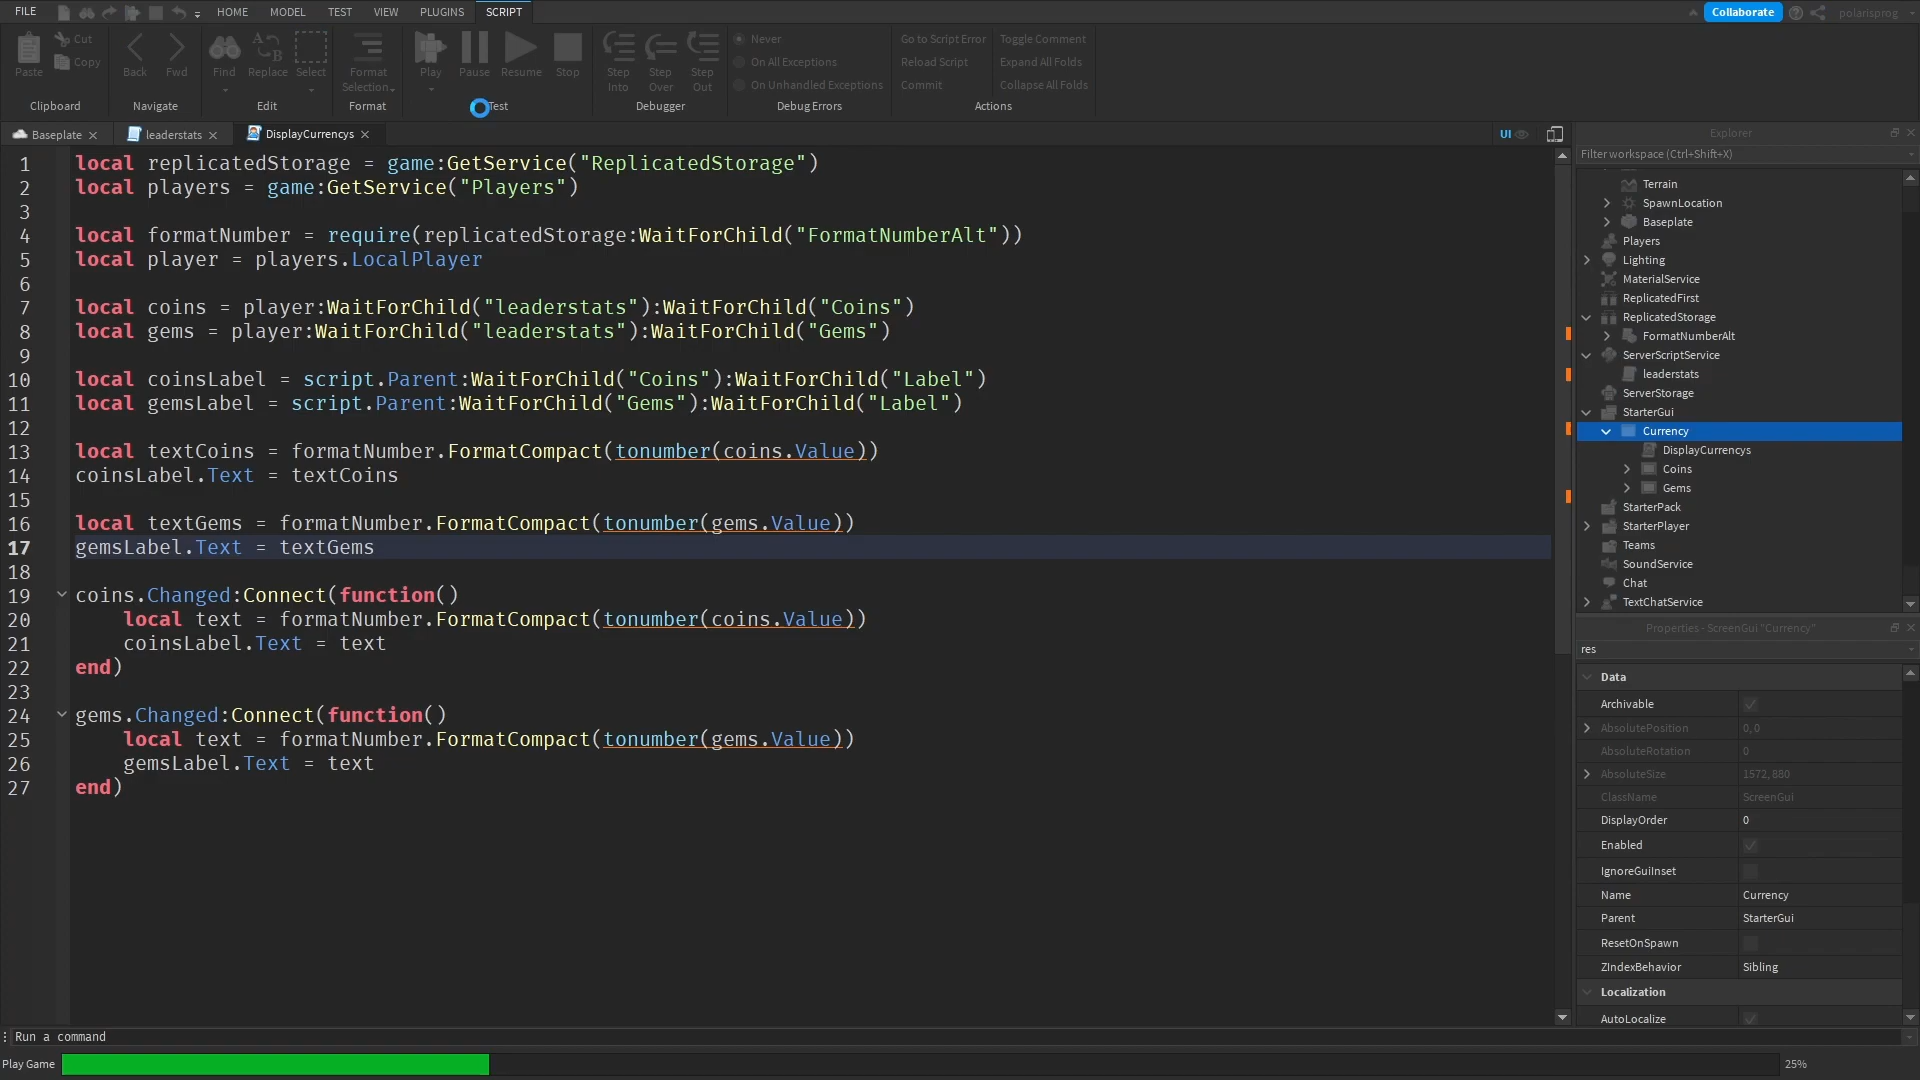 FILE HOME MODEL TEST VIEW PLUGINS SCRIPT Collaborate polarisprog
Paste Cut Copy Back Fwd Find Replace Select Format Selection Play Pause Resume Stop Step Into Step Over Step Out
Never
On All Exceptions
On Unhandled Exceptions
Go to Script Error
Reload Script
Commit
Toggle Comment
Expand All Folds
Collapse All Folds
Clipboard Navigate Edit Format Test Debugger Debug Errors Actions
Baseplate leaderstats DisplayCurrencys UI
1 local replicatedStorage = game:GetService("ReplicatedStorage")
2 local players = game:GetService("Players")
3
4 local formatNumber = require(replicatedStorage:WaitForChild("FormatNumberAlt"))
5 local player = players.LocalPlayer
6
7 local coins = player:WaitForChild("leaderstats"):WaitForChild("Coins")
8 local gems = player:WaitForChild("leaderstats"):WaitForChild("Gems")
9
10 local coinsLabel = script.Parent:WaitForChild("Coins"):WaitForChild("Label")
11 local gemsLabel = script.Parent:WaitForChild("Gems"):WaitForChild("Label")
12
13 local textCoins = formatNumber.FormatCompact(tonumber(coins.Value))
14 coinsLabel.Text = textCoins
15
16 local textGems = formatNumber.FormatCompact(tonumber(gems.Value))
17 gemsLabel.Text = textGems
18
19 coins.Changed:Connect(function()
20 local text = formatNumber.FormatCompact(tonumber(coins.Value))
21 coinsLabel.Text = text
22 end)
23
24 gems.Changed:Connect(function()
25 local text = formatNumber.FormatCompact(tonumber(gems.Value))
26 gemsLabel.Text = text
27 end)
Explorer
Filter workspace (Ctrl+Shift+X)
Terrain
SpawnLocation
Baseplate
Players
Lighting
MaterialService
ReplicatedFirst
ReplicatedStorage
FormatNumberAlt
ServerScriptService
leaderstats
ServerStorage
StarterGui
Currency
DisplayCurrencys
Coins
Gems
StarterPack
StarterPlayer
Teams
SoundService
Chat
TextChatService
Properties - ScreenGui "Currency"
res
Data
Archivable
AbsolutePosition 0, 0
AbsoluteRotation 0
AbsoluteSize 1572, 880
ClassName ScreenGui
DisplayOrder 0
Enabled
IgnoreGuiInset
Name Currency
Parent StarterGui
ResetOnSpawn
ZIndexBehavior Sibling
Localization
AutoLocalize
Run a command
Play Game 25%